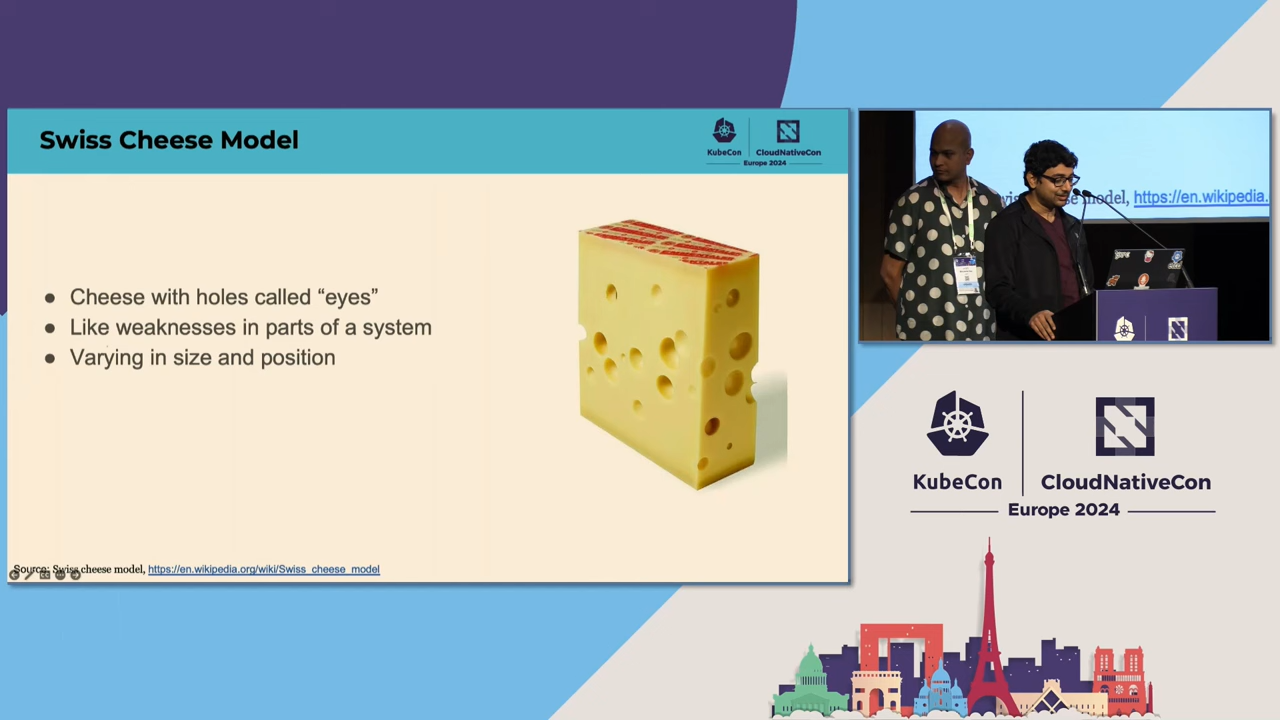 Swiss Cheese Model
KubeCon
CloudNativeCon
Europe 2024
Cheese with holes called “eyes”
Like weaknesses in parts of a system
Varying in size and position
Source: Swiss cheese model, https://en.wikipedia.org/wiki/Swiss_cheese_model
cheese model, https://en.wikipedia.
KubeCon
CloudNativeCon
Europe 2024